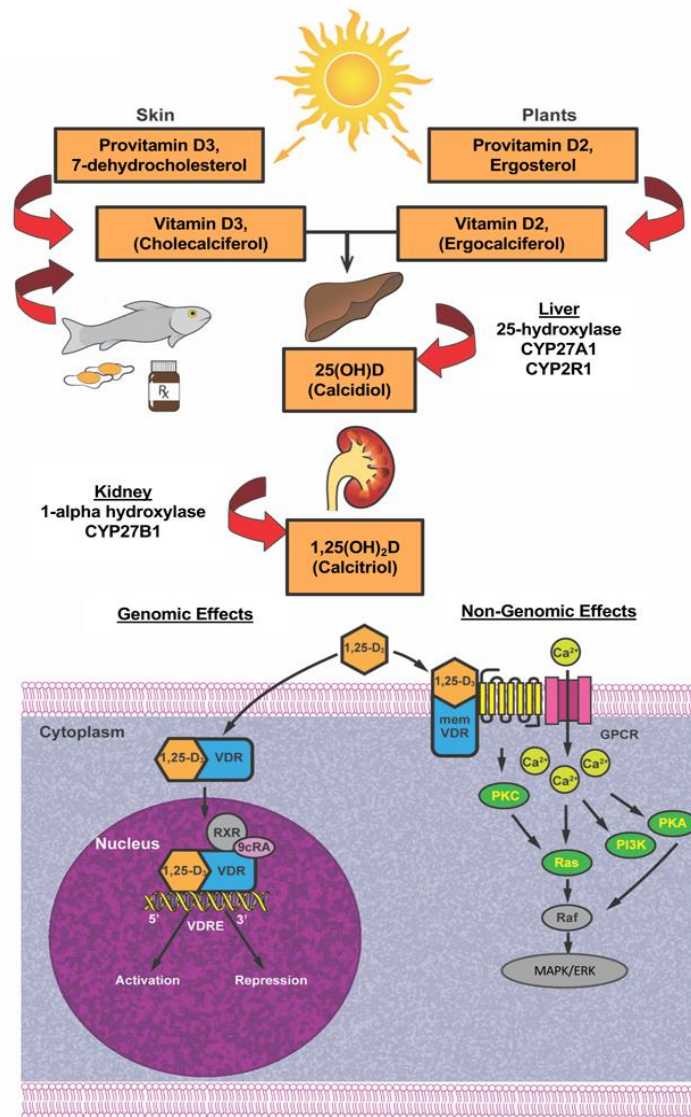 Skin
Plants
Provitamin D3,
7-dehydrocholesterol
Provitamin D2,
Ergosterol
Vitamin D3,
(Cholecalciferol)
Vitamin D2,
(Ergocalciferol)
Rx
Liver
25-hydroxylase
CYP27A1
CYP2R1
25(OH)D
(Calcidiol)
Kidney
1-alpha hydroxylase
CYP27B1
1,25(OH)₂D
(Calcitriol)
Genomic Effects
Non-Genomic Effects
1,25-D₃
Ca²⁺
1,25-D₃
mem
VDR
Cytoplasm
GPCR
1,25-D₃
VDR
Ca²⁺
Ca²⁺
Ca²⁺
PKC
PKA
PI3K
Ras
Raf
MAPK/ERK
Nucleus
RXR
9cRA
1,25-D₃
VDR
5’
VDRE
3’
Activation
Repression